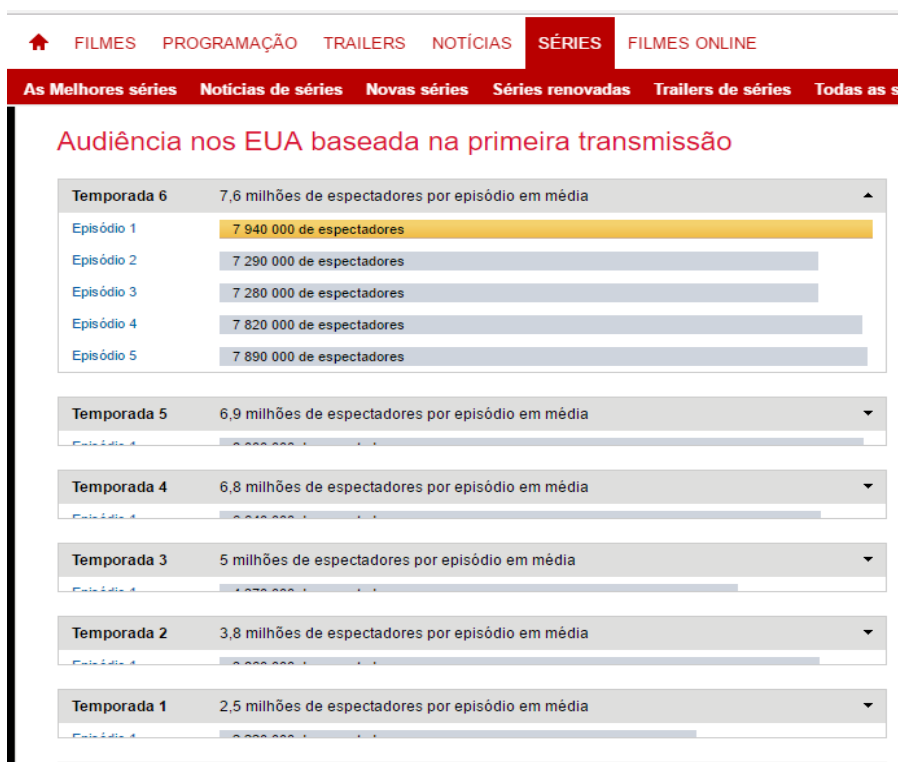 FILMES PROGRAMAÇÃO TRAILERS NOTÍCIAS SÉRIES FILMES ONLINE
As Melhores séries Notícias de séries Novas séries Séries renovadas Trailers de séries Todas as s
Audiência nos EUA baseada na primeira transmissão
Temporada 6 7,6 milhões de espectadores por episódio em média
Episódio 1 7 940 000 de espectadores
Episódio 2 7 290 000 de espectadores
Episódio 3 7 280 000 de espectadores
Episódio 4 7 820 000 de espectadores
Episódio 5 7 890 000 de espectadores
Temporada 5 6,9 milhões de espectadores por episódio em média
Temporada 4 6,8 milhões de espectadores por episódio em média
Temporada 3 5 milhões de espectadores por episódio em média
Temporada 2 3,8 milhões de espectadores por episódio em média
Temporada 1 2,5 milhões de espectadores por episódio em média